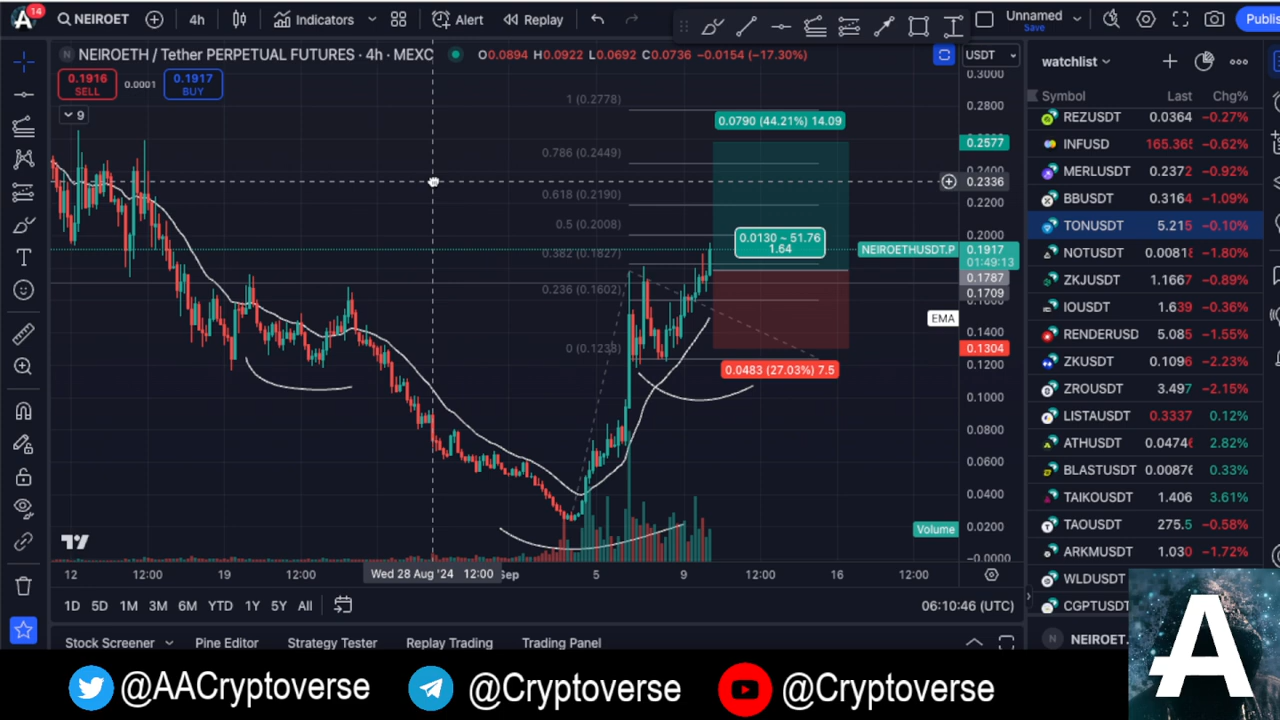 A 14 NEIROET 4h Indicators Alert Replay Unnamed Save Publis
NEIROETH / Tether PERPETUAL FUTURES · 4h · MEXC O0.0894 H0.0922 L0.0692 C0.0736 −0.0154 (−17.30%) USDT
0.1916 SELL 0.0001 0.1917 BUY
9
1 (0.2778)
0.786 (0.2449)
0.618 (0.2190)
0.5 (0.2008)
0.382 (0.1827)
0.236 (0.1602)
0 (0.1238)
0.0790 (44.21%) 14.09
0.0130 ~ 51.76
1.64
0.0483 (27.03%) 7.5
NEIROETHUSDT.P
EMA
Volume
0.3000
0.2800
0.2577
0.2400
0.2336
0.2200
0.2000
0.1917
01:49:13
0.1787
0.1709
0.1600
0.1400
0.1304
0.1200
0.1000
0.0800
0.0600
0.0400
0.0200
−0.0000
12 12:00 19 12:00 Wed 28 Aug '24 12:00 Sep 5 9 12:00 16 12:00
1D 5D 1M 3M 6M YTD 1Y 5Y All 06:10:46 (UTC)
Stock Screener Pine Editor Strategy Tester Replay Trading Trading Panel
watchlist
Symbol Last Chg%
REZUSDT 0.0364 −0.27%
INFUSD 165.365 −0.62%
MERLUSDT 0.2372 −0.92%
BBUSDT 0.3164 −1.09%
TONUSDT 5.215 −0.10%
NOTUSDT 0.00818 −1.80%
ZKJUSDT 1.1667 −0.89%
IOUSDT 1.639 −0.36%
RENDERUSD 5.085 −1.55%
ZKUSDT 0.1096 −2.23%
ZROUSDT 3.497 −2.15%
LISTAUSDT 0.3337 0.12%
ATHUSDT 0.04746 2.82%
BLASTUSDT 0.00876 0.33%
TAIKOUSDT 1.406 3.61%
TAOUSDT 275.5 −0.58%
ARKMUSDT 1.030 −1.72%
WLDUSDT
CGPTUSDT
N NEIROET.
A
@AACryptoverse @Cryptoverse @Cryptoverse